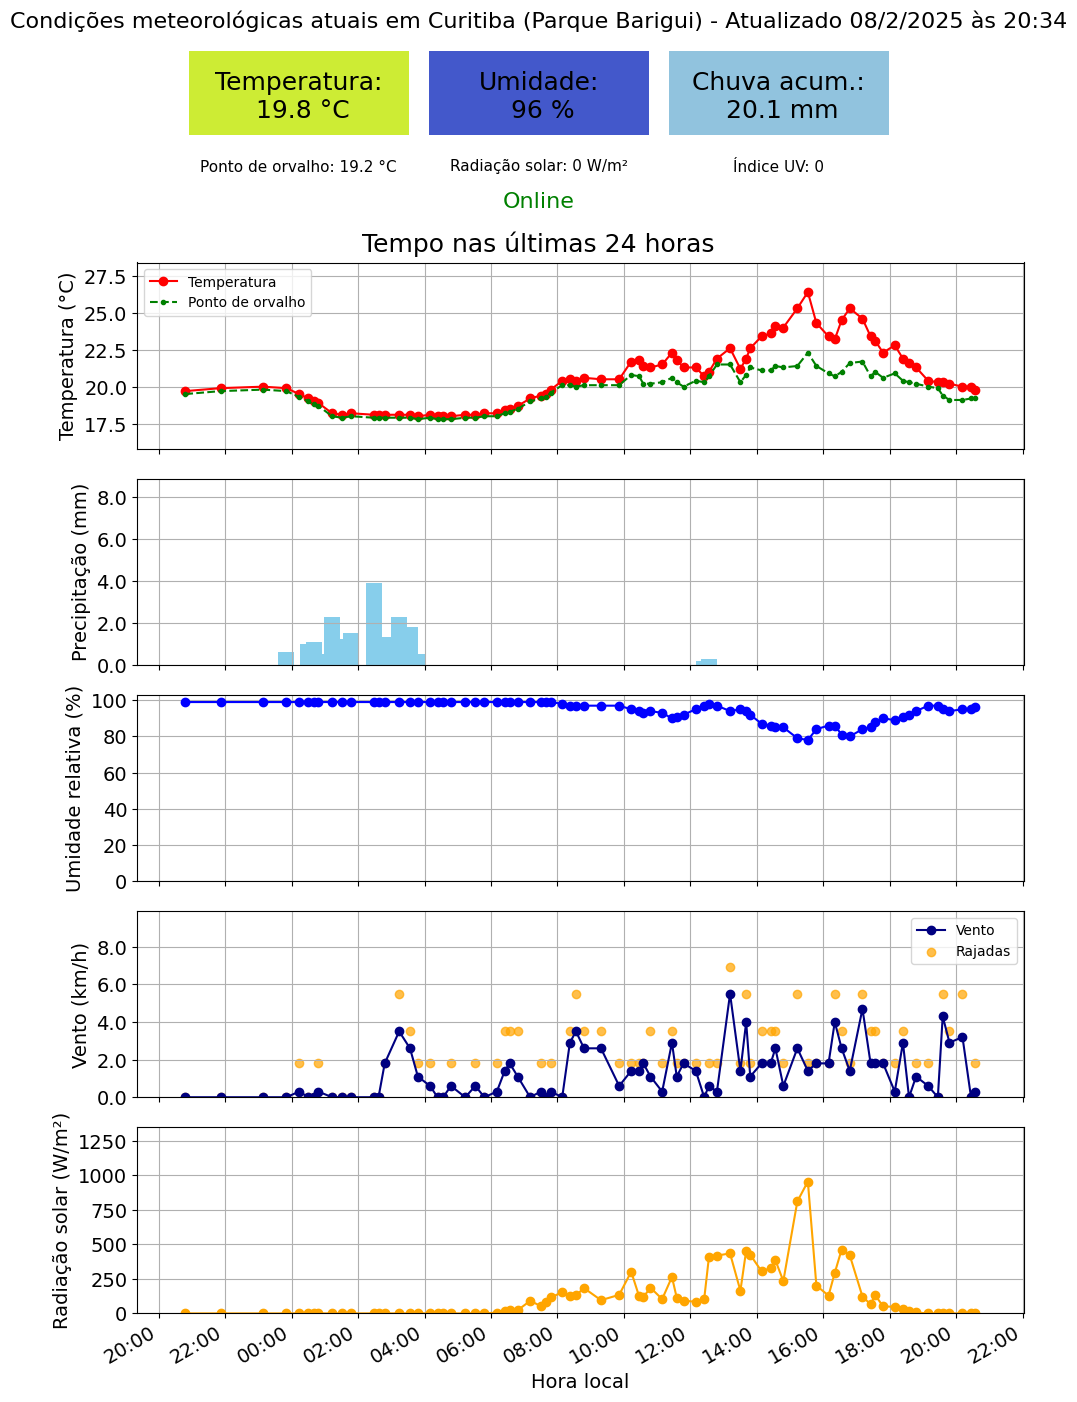 Condições meteorológicas atuais em Curitiba (Parque Barigui) - Atualizado 08/2/2025 às 20:34
Temperatura:
19.8 °C
Umidade:
96 %
Chuva acum.:
20.1 mm
Ponto de orvalho: 19.2 °C
Radiação solar: 0 W/m²
Índice UV: 0
Online
Tempo nas últimas 24 horas
Temperatura (°C)
27.5
25.0
22.5
20.0
17.5
Temperatura
Ponto de orvalho
Precipitação (mm)
8.0
6.0
4.0
2.0
0.0
Umidade relativa (%)
100
80
60
40
20
0
Vento (km/h)
8.0
6.0
4.0
2.0
0.0
Vento
Rajadas
Radiação solar (W/m²)
1250
1000
750
500
250
0
20:00
22:00
00:00
02:00
04:00
06:00
08:00
10:00
12:00
14:00
16:00
18:00
20:00
22:00
Hora local